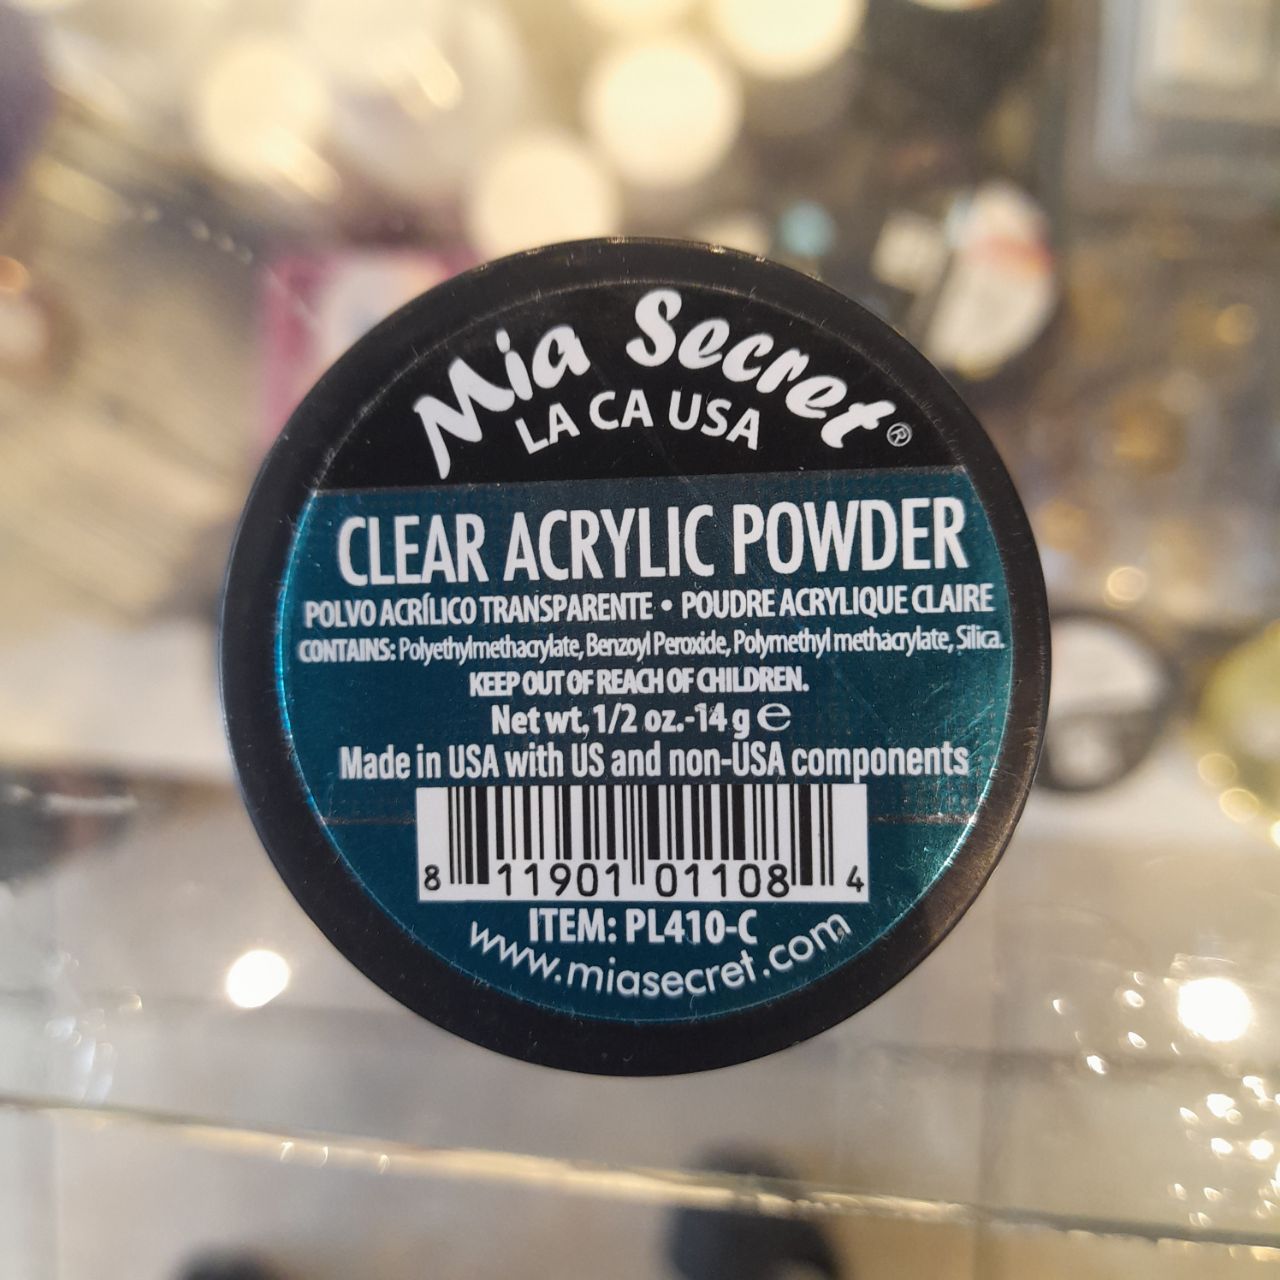 Mia Secret®
LA CA USA
CLEAR ACRYLIC POWDER
POLVO ACRÍLICO TRANSPARENTE • POUDRE ACRYLIQUE CLAIRE
CONTAINS: Polyethylmethacrylate, Benzoyl Peroxide, Polymethyl methacrylate, Silica.
KEEP OUT OF REACH OF CHILDREN.
Net wt, 1/2 oz.-14 g ℮
Made in USA with US and non-USA components
8 11901 01108 4
ITEM: PL410-C
www.miasecret.com